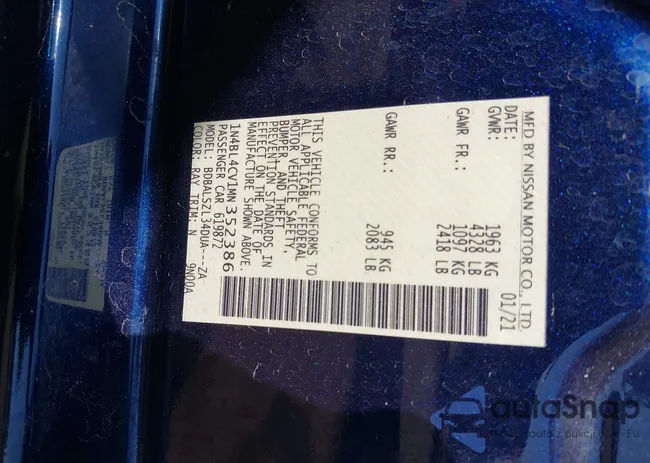 MFD BY NISSAN MOTOR CO., LTD.
DATE: 01/21
GVWR: 1963 KG
4328 LB
GAWR FR.: 1097 KG
2418 LB
GAWR RR.: 945 KG
2083 LB
THIS VEHICLE CONFORMS TO
ALL APPLICABLE FEDERAL
MOTOR VEHICLE SAFETY,
BUMPER, AND THEFT
PREVENTION STANDARDS IN
EFFECT ON THE DATE OF
MANUFACTURE SHOWN ABOVE.
1N4BL4CV1MN352386
PASSENGER CAR 619872
MODEL: BDBALSZL34DUA---ZA
COLOR: RAY TRIM: N 9N00A
autoSnap